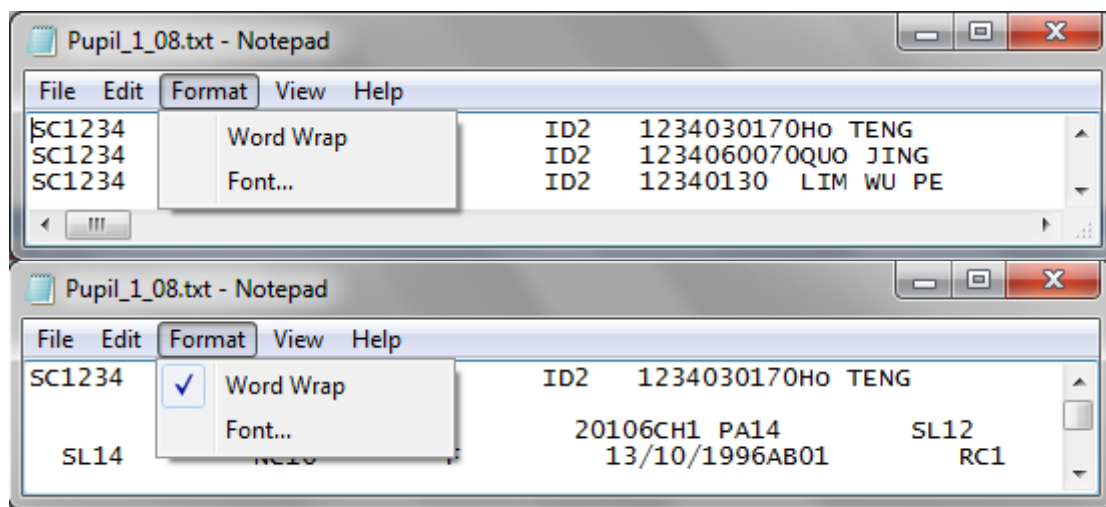 Pupil_1_08.txt - Notepad
File Edit Format View Help
SC1234 ID2 1234030170HO TENG
SC1234 Word Wrap ID2 1234060070QUO JING
SC1234 Font... ID2 12340130 LIM WU PE
Pupil_1_08.txt - Notepad
File Edit Format View Help
SC1234 Word Wrap ID2 1234030170HO TENG
Font... 20106CH1 PA14 SL12
SL14 13/10/1996AB01 RC1